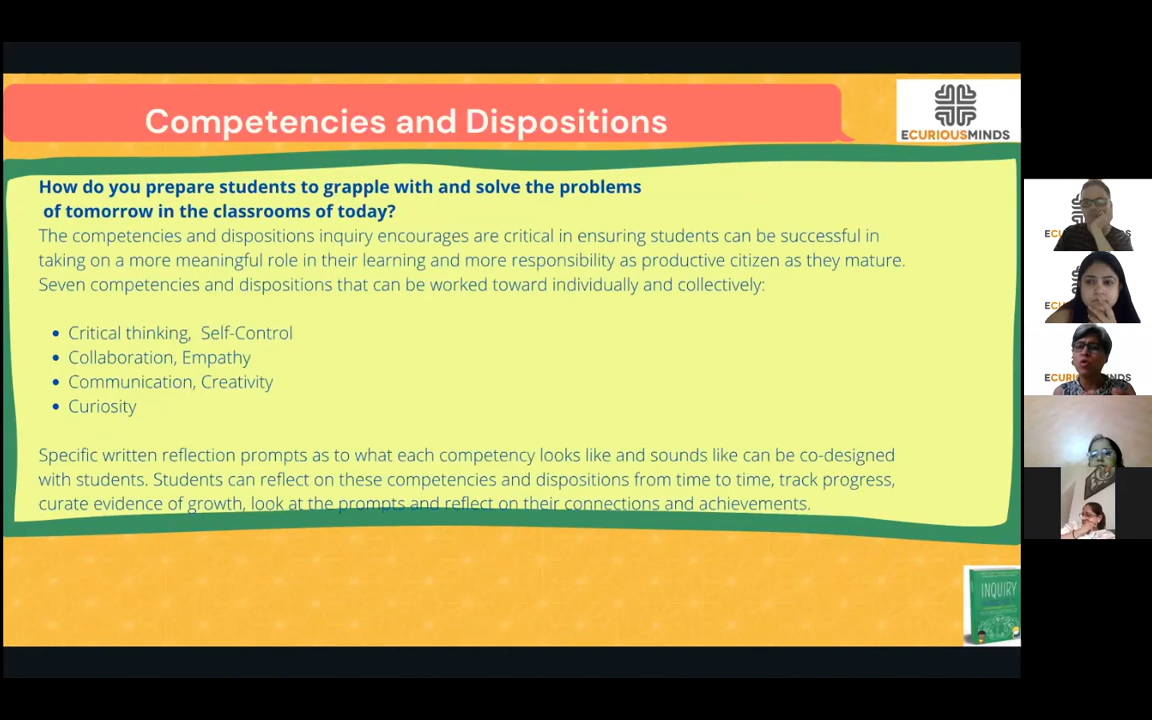 Competencies and Dispositions
ECURIOUSMINDS
How do you prepare students to grapple with and solve the problems
of tomorrow in the classrooms of today?
The competencies and dispositions inquiry encourages are critical in ensuring students can be successful in
taking on a more meaningful role in their learning and more responsibility as productive citizen as they mature.
Seven competencies and dispositions that can be worked toward individually and collectively:
• Critical thinking, Self-Control
• Collaboration, Empathy
• Communication, Creativity
• Curiosity
Specific written reflection prompts as to what each competency looks like and sounds like can be co-designed
with students. Students can reflect on these competencies and dispositions from time to time, track progress,
curate evidence of growth, look at the prompts and reflect on their connections and achievements.
INQUIRY